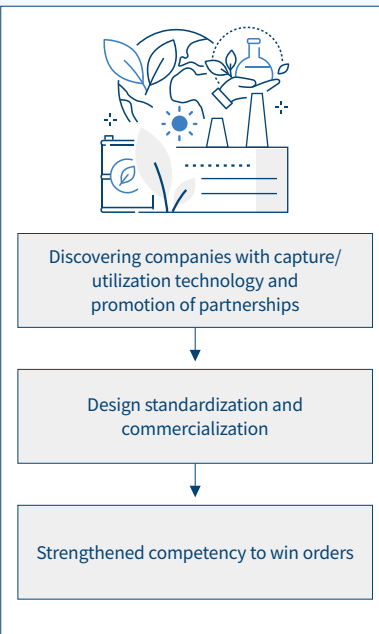 Discovering companies with capture/
utilization technology and
promotion of partnerships
Design standardization and
commercialization
Strengthened competency to win orders